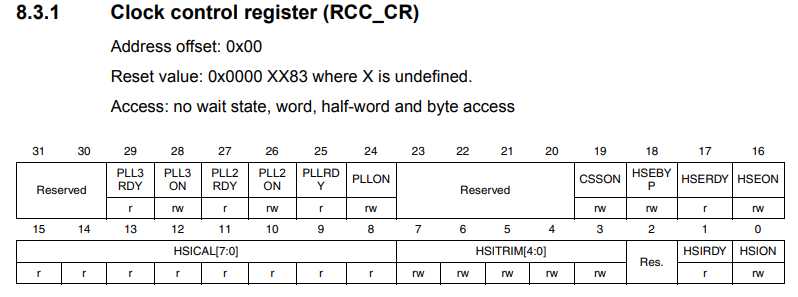 8.3.1 Clock control register (RCC_CR)
Address offset: 0x00
Reset value: 0x0000 XX83 where X is undefined.
Access: no wait state, word, half-word and byte access
31 30 29 28 27 26 25 24 23 22 21 20 19 18 17 16
Reserved PLL3 RDY PLL3 ON PLL2 RDY PLL2 ON PLLRD Y PLLON Reserved CSSON HSEBY P HSERDY HSEON
r rw r rw r rw rw rw r rw
15 14 13 12 11 10 9 8 7 6 5 4 3 2 1 0
HSICAL[7:0] HSITRIM[4:0] Res. HSIRDY HSION
r r r r r r r r rw rw rw rw rw r rw